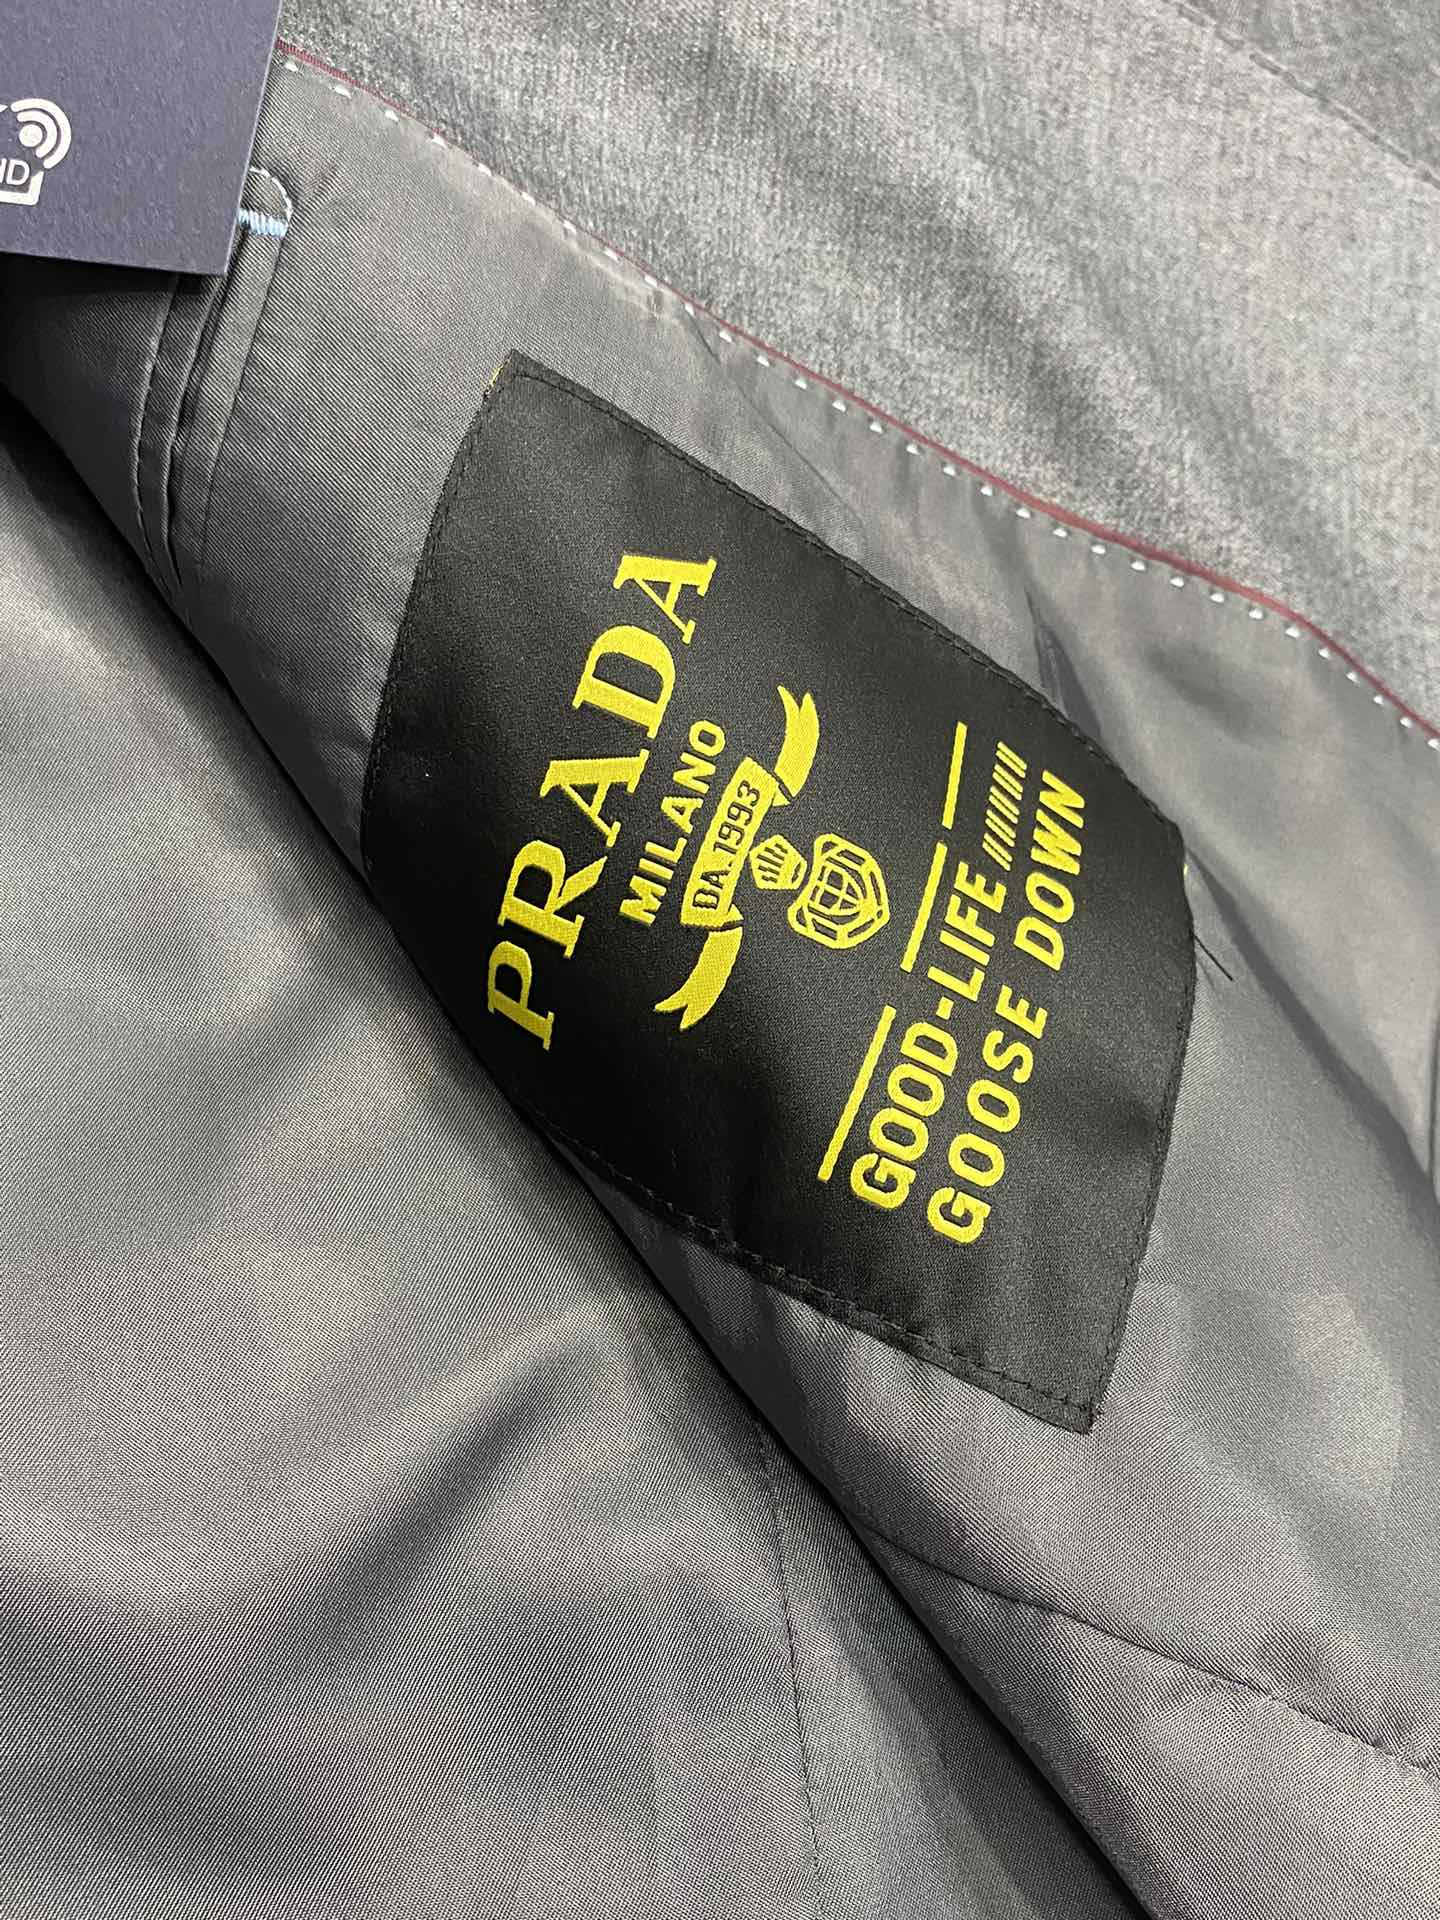 PRADA
MILANO
DA.1993
GOOD-LIFE
GOOSE DOWN